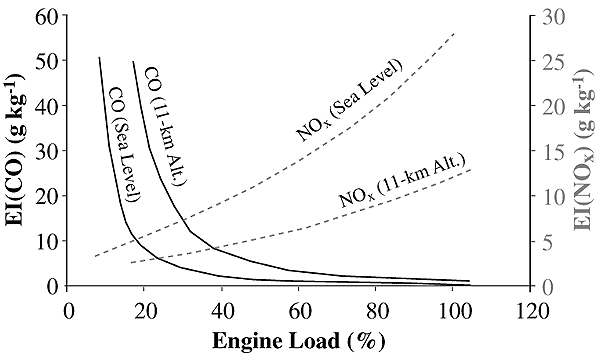 EI(CO) (g kg-1)
60
50
40
30
20
10
0
CO (Sea Level)
CO (11-km Alt.)
NOx (Sea Level)
NOx (11-km Alt.)
30
25
20
15
10
5
0
EI(NOx) (g kg-1)
0 20 40 60 80 100 120
Engine Load (%)